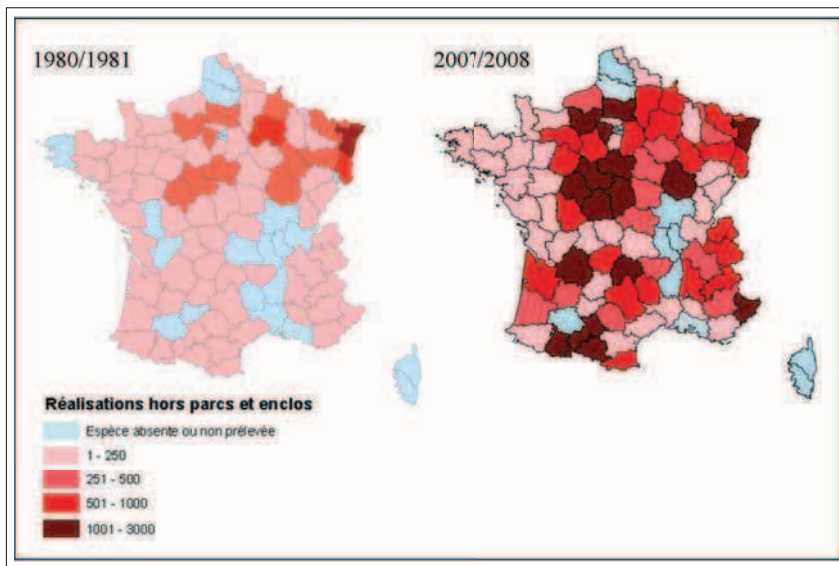 1980/1981
2007/2008
Réalisations hors parcs et enclos
Espèce absente ou non prélevée
1 - 250
251 - 500
501 - 1000
1001 - 3000